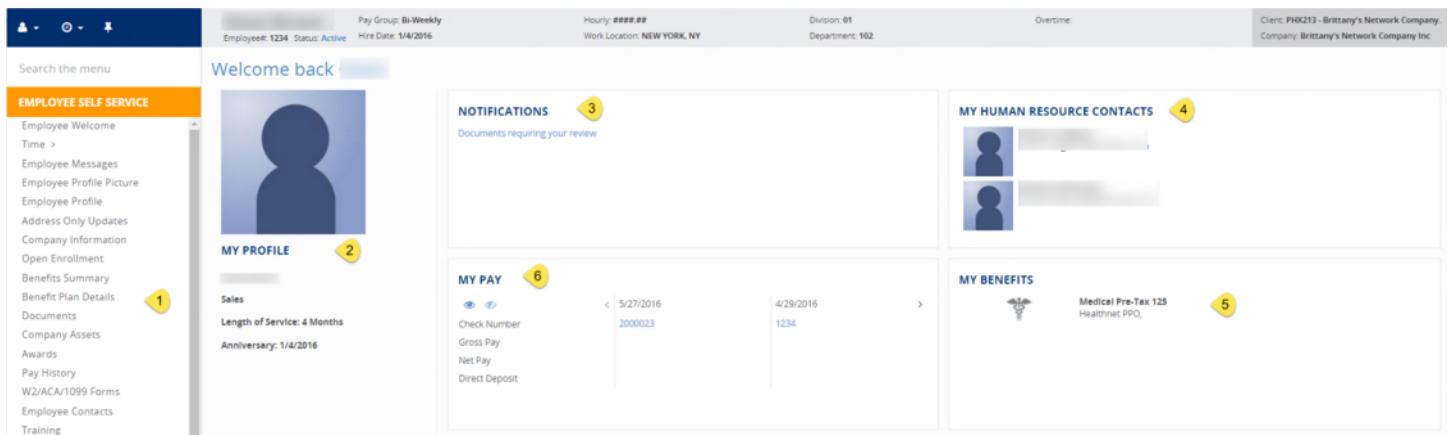 Pay Group: Bi-Weekly
Hourly: ####.##
Division: 01
Overtime:
Client: PHX213 - Brittany's Network Company..
Employee#: 1234 Status: Active
Hire Date: 1/4/2016
Work Location: NEW YORK, NY
Department: 102
Company: Brittany's Network Company Inc
Search the menu
EMPLOYEE SELF SERVICE
Employee Welcome
Time >
Employee Messages
Employee Profile Picture
Employee Profile
Address Only Updates
Company Information
Open Enrollment
Benefits Summary
Benefit Plan Details
1
Documents
Company Assets
Awards
Pay History
W2/ACA/1099 Forms
Employee Contacts
Training
Welcome back
MY PROFILE
2
Sales
Length of Service: 4 Months
Anniversary: 1/4/2016
NOTIFICATIONS 3
Documents requiring your review
MY HUMAN RESOURCE CONTACTS 4
MY PAY 6
< 5/27/2016 4/29/2016 >
Check Number 2000023 1234
Gross Pay
Net Pay
Direct Deposit
MY BENEFITS
Medical Pre-Tax 125
Healthnet PPO,
5